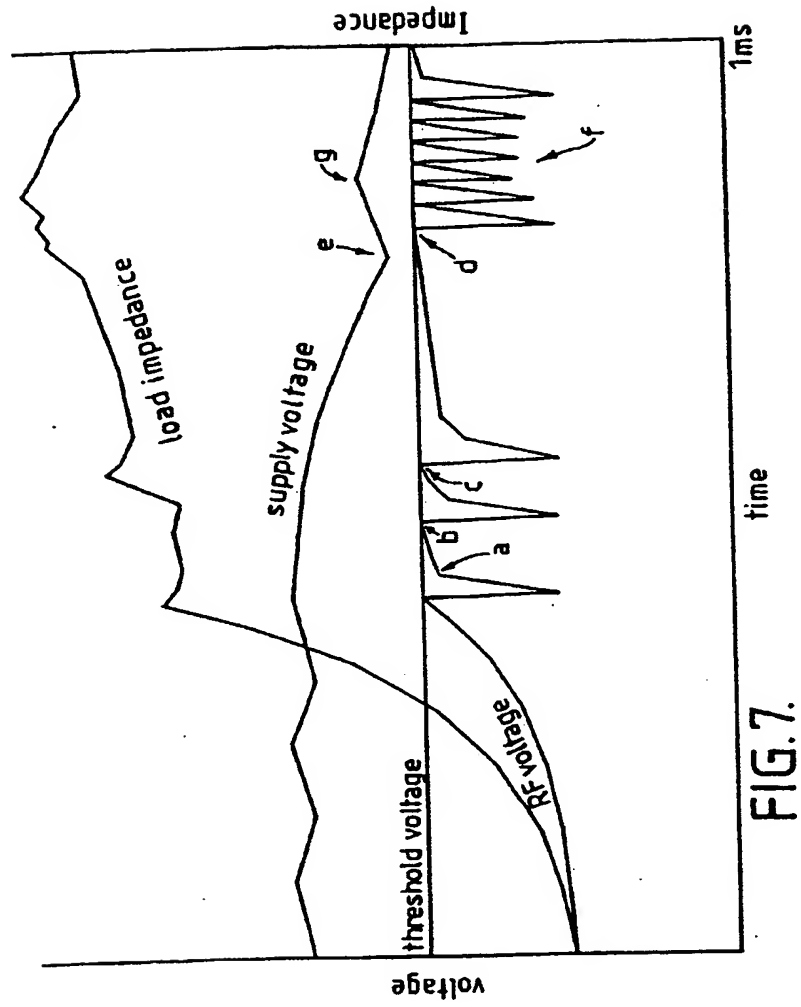 voltage
Impedance
load impedance
supply voltage
threshold voltage
RF voltage
a
b
c
d
e
f
g
time
1ms
FIG.7.